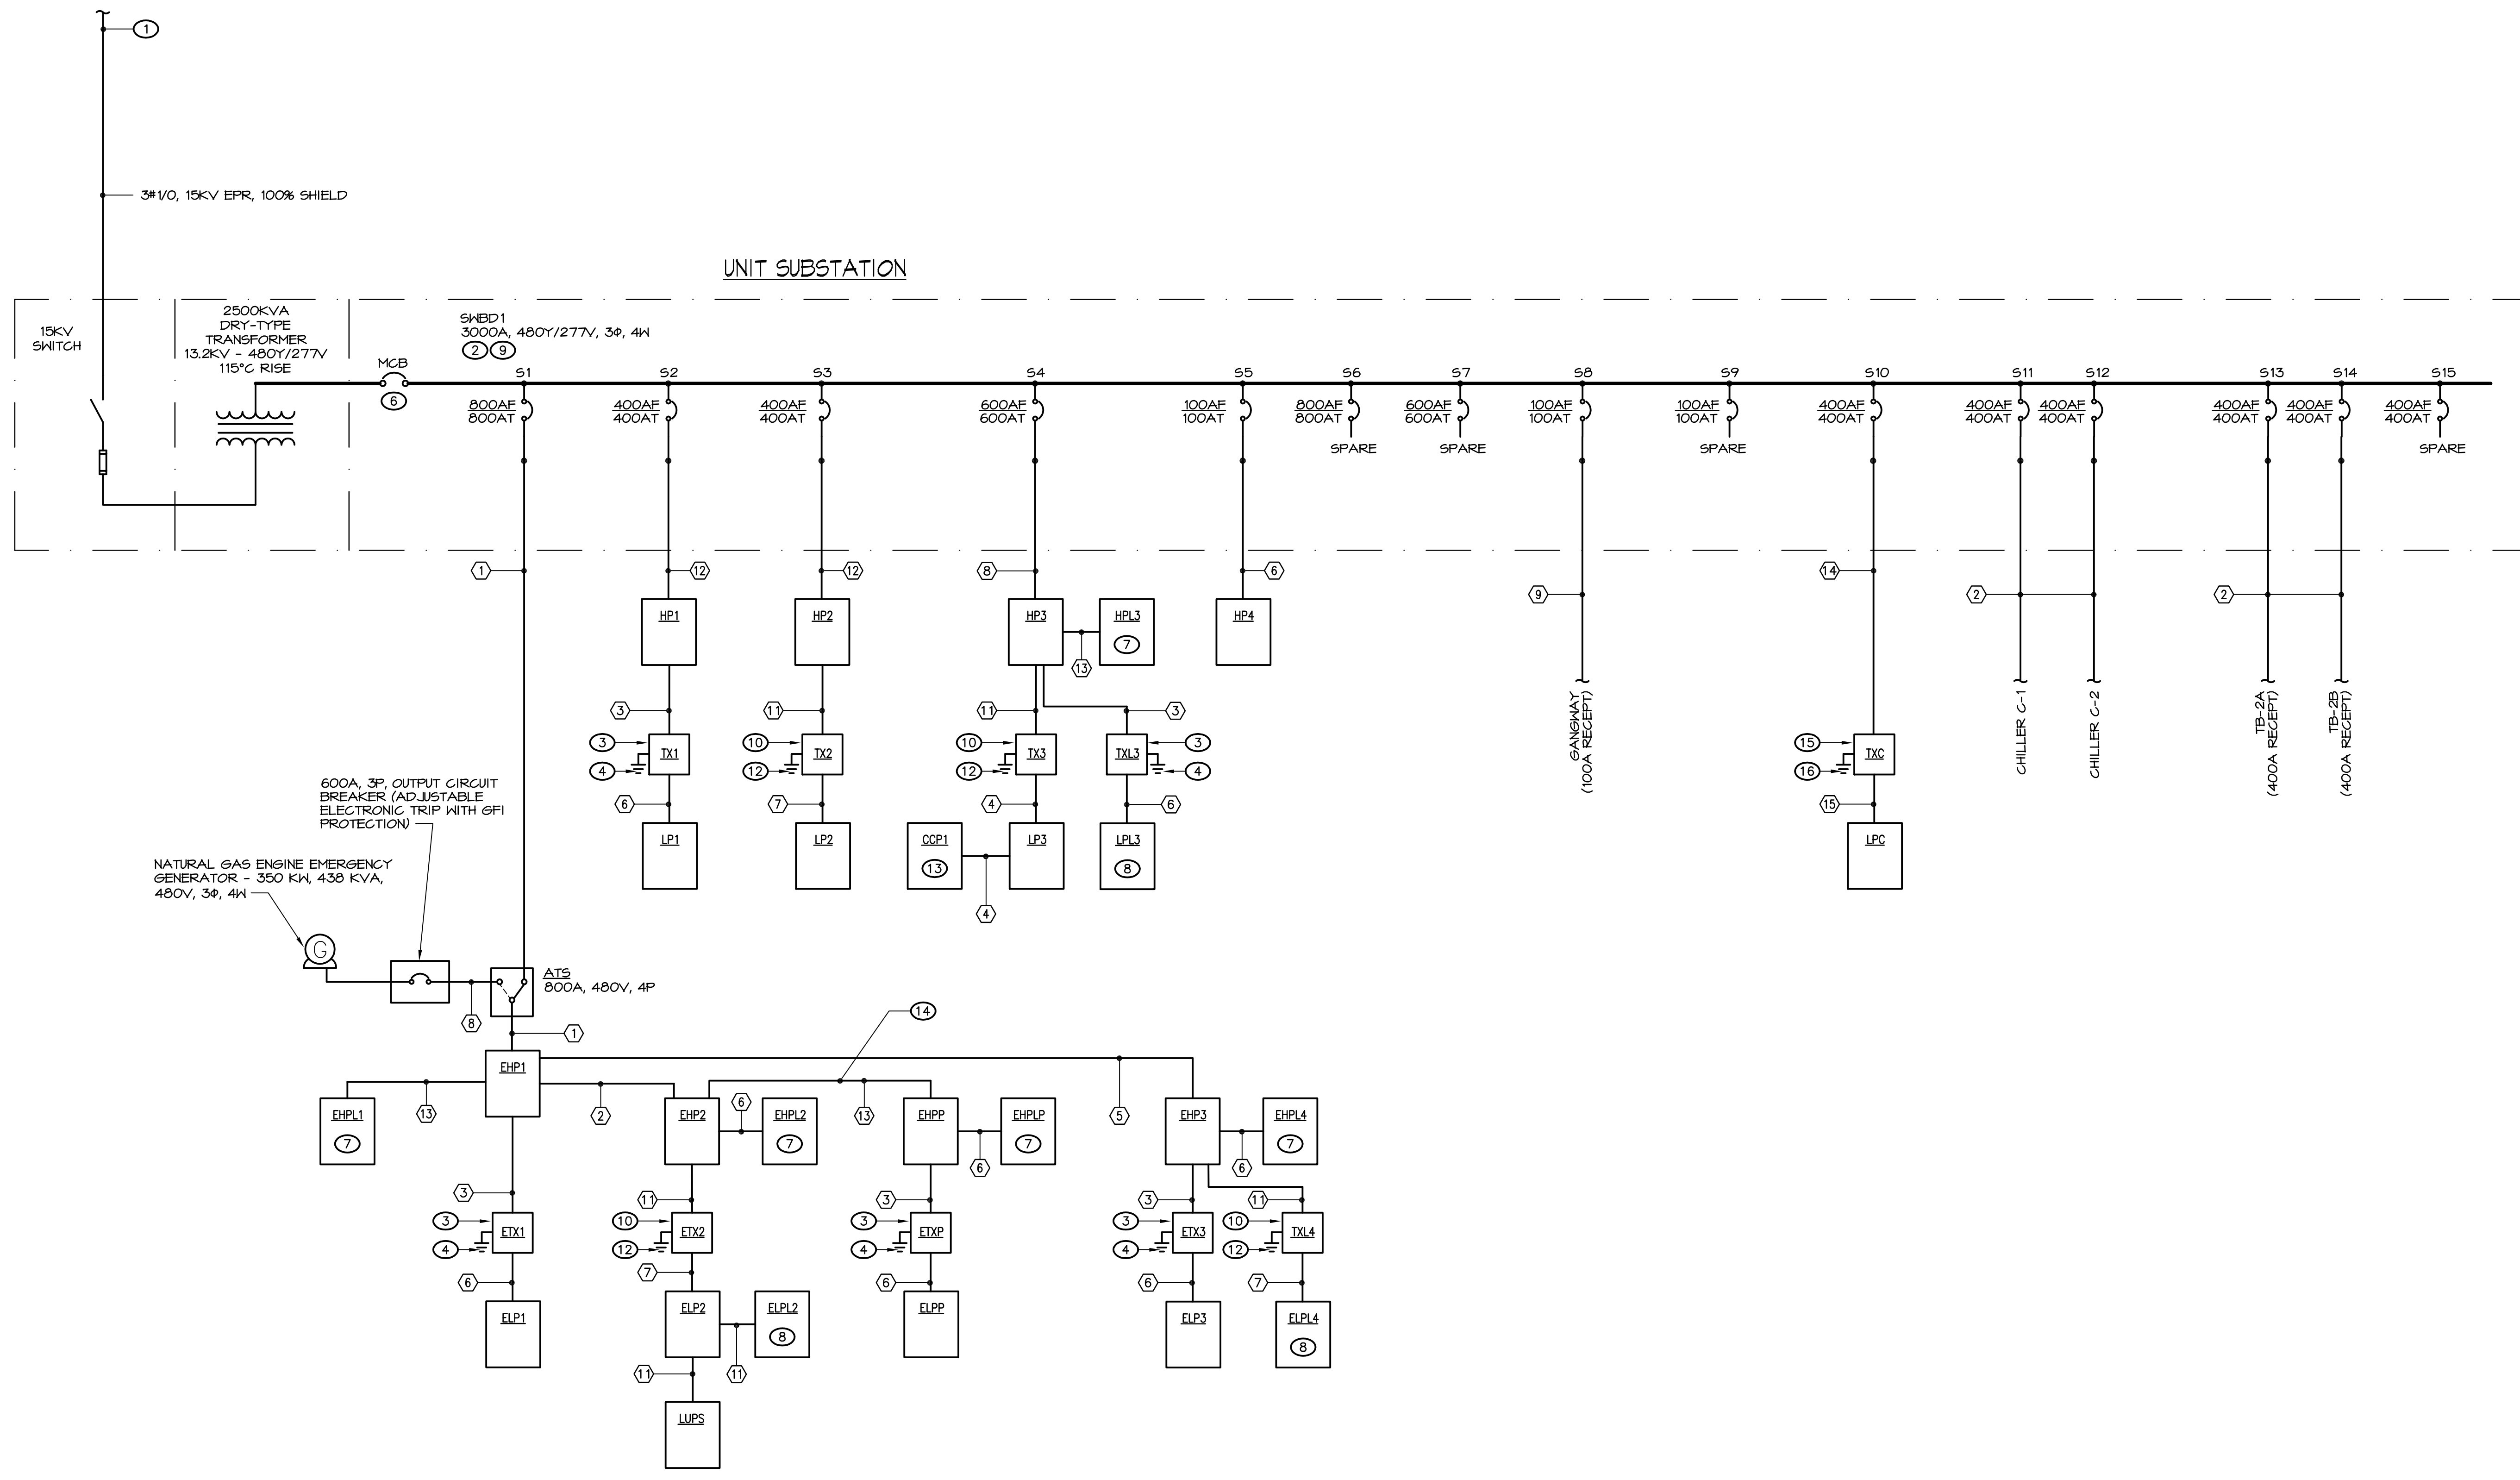 1
3#1/0, 15KV EPR, 100% SHIELD
UNIT SUBSTATION
15KV
SWITCH
2500KVA
DRY-TYPE
TRANSFORMER
13.2KV - 480Y/277V
115°C RISE
MCB
6
SWBD1
3000A, 480Y/277V, 3Φ, 4W
2 9
S1
800AF
800AT
S2
400AF
400AT
S3
400AF
400AT
S4
600AF
600AT
S5
100AF
100AT
S6
800AF
800AT
SPARE
S7
600AF
600AT
SPARE
S8
100AF
100AT
S9
100AF
100AT
SPARE
S10
400AF
400AT
S11
400AF
400AT
S12
400AF
400AT
S13
400AF
400AT
S14
400AF
400AT
S15
400AF
400AT
SPARE
1
12
12
8
6
14
9
2
2
HP1
HP2
HP3
HPL3
7
13
HP4
3
11
11
3
3
TX1
4
10
TX2
12
10
TX3
12
TXL3
3
4
15
TXC
16
6
7
4
6
15
LP1
LP2
CCP1
13
4
LP3
LPL3
8
LPC
GANGWAY
(100A RECEPT)
CHILLER C-1
CHILLER C-2
TB-2A
(400A RECEPT)
TB-2B
(400A RECEPT)
600A, 3P, OUTPUT CIRCUIT
BREAKER (ADJUSTABLE
ELECTRONIC TRIP WITH GFI
PROTECTION)
NATURAL GAS ENGINE EMERGENCY
GENERATOR - 350 KW, 438 KVA,
480V, 3Φ, 4W
G
ATS
800A, 480V, 4P
8
1
14
EHP1
EHPL1
7
13
2
EHP2
6
EHPL2
7
13
EHPP
6
EHPLP
7
5
EHP3
6
EHPL4
7
3
11
3
3
11
3
ETX1
4
10
ETX2
12
3
ETXP
4
3
ETX3
4
10
TXL4
12
6
7
6
6
7
ELP1
ELP2
ELPL2
8
ELPP
ELP3
ELPL4
8
11
11
LUPS